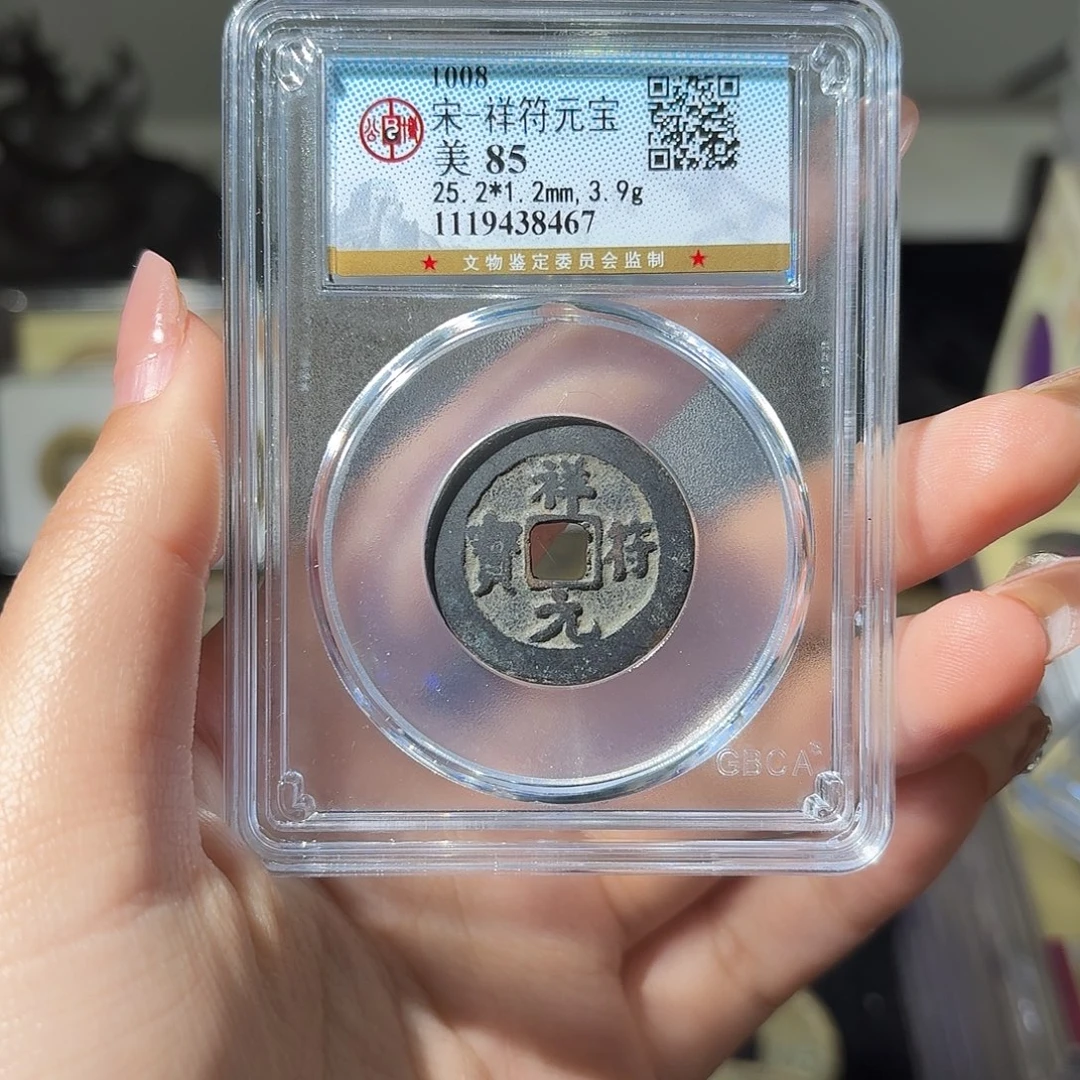 1008
宋-祥符元宝
美 85
25.2*1.2mm,3.9g
1119438467
★ 文物鉴定委员会监制 ★
祥
寳 符
元
GBCA